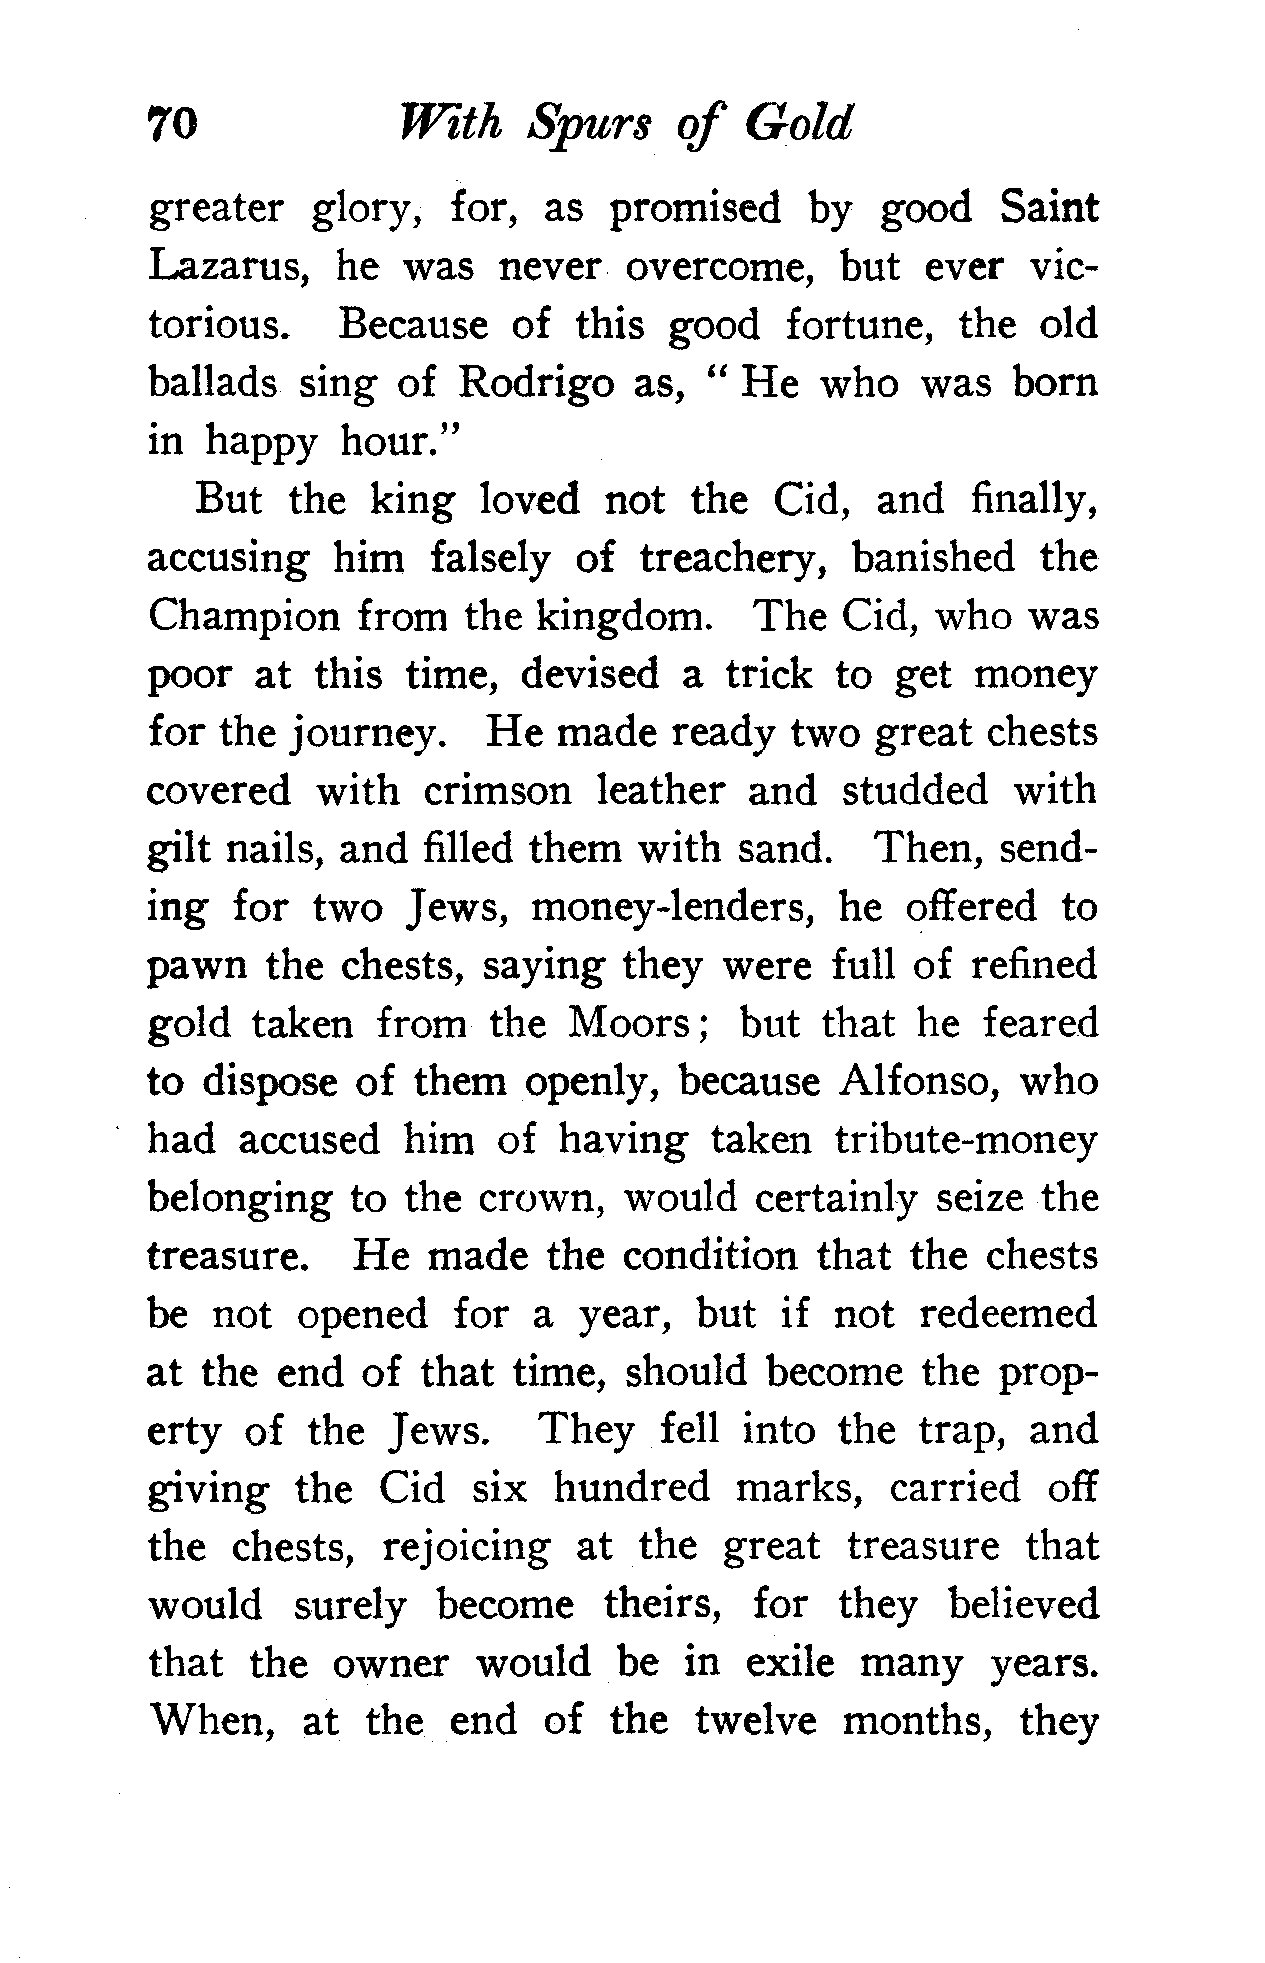 70 With Spurs of Gold
greater glory, for, as promised by good Saint
Lazarus, he was never overcome, but ever vic-
torious. Because of this good fortune, the old
ballads sing of Rodrigo as, “ He who was born
in happy hour.”
But the king loved not the Cid, and finally,
accusing him falsely of treachery, banished the
Champion from the kingdom. The Cid, who was
poor at this time, devised a trick to get money
for the journey. He made ready two great chests
covered with crimson leather and studded with
gilt nails, and filled them with sand. Then, send-
ing for two Jews, money-lenders, he offered to
pawn the chests, saying they were full of refined
gold taken from the Moors ; but that he feared
to dispose of them openly, because Alfonso, who
had accused him of having taken tribute-money
belonging to the crown, would certainly seize the
treasure. He made the condition that the chests
be not opened for a year, but if not redeemed
at the end of that time, should become the prop-
erty of the Jews. They fell into the trap, and
giving the Cid six hundred marks, carried off
the chests, rejoicing at the great treasure that
would surely become theirs, for they believed
that the owner would be in exile many years.
When, at the end of the twelve months, they